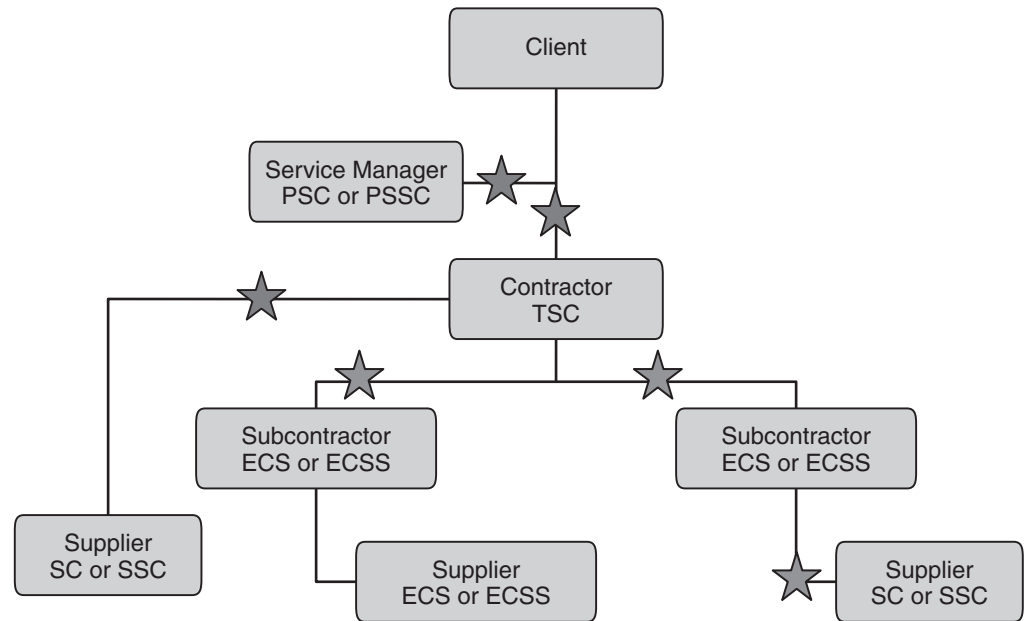 Client
Service Manager
PSC or PSSC
Contractor
TSC
Subcontractor
ECS or ECSS
Subcontractor
ECS or ECSS
Supplier
SC or SSC
Supplier
ECS or ECSS
Supplier
SC or SSC